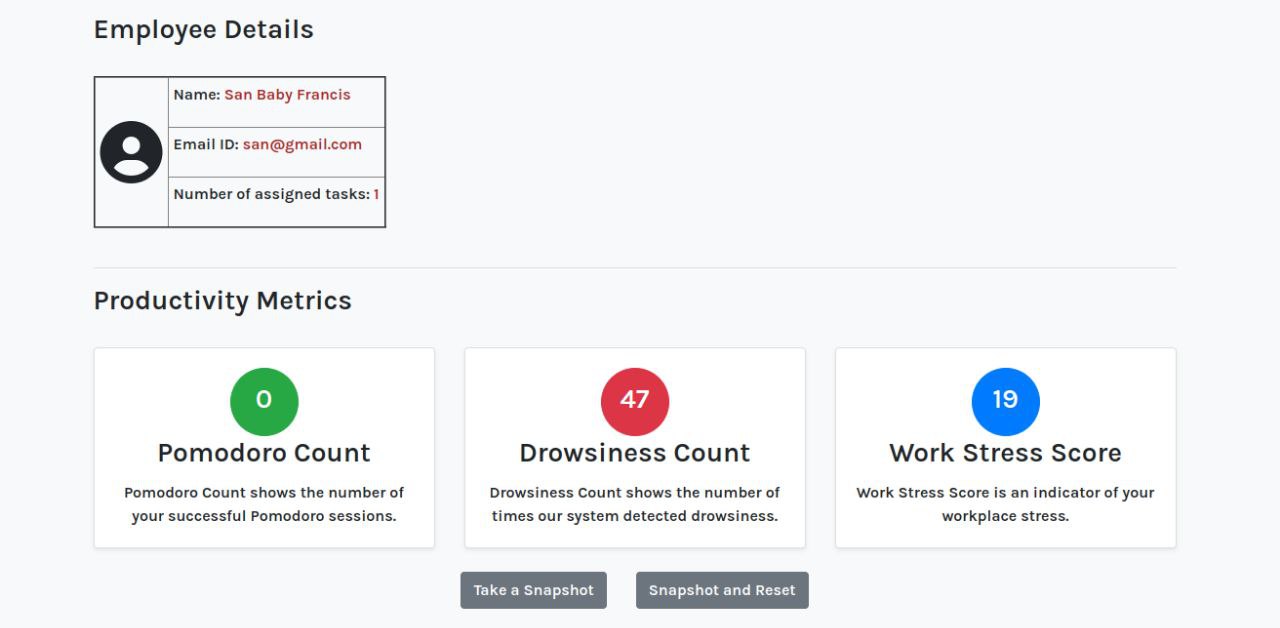 Employee Details
Name: San Baby Francis
Email ID: san@gmail.com
Number of assigned tasks: 1
Productivity Metrics
0
Pomodoro Count
Pomodoro Count shows the number of
your successful Pomodoro sessions.
47
Drowsiness Count
Drowsiness Count shows the number of
times our system detected drowsiness.
19
Work Stress Score
Work Stress Score is an indicator of your
workplace stress.
Take a Snapshot
Snapshot and Reset